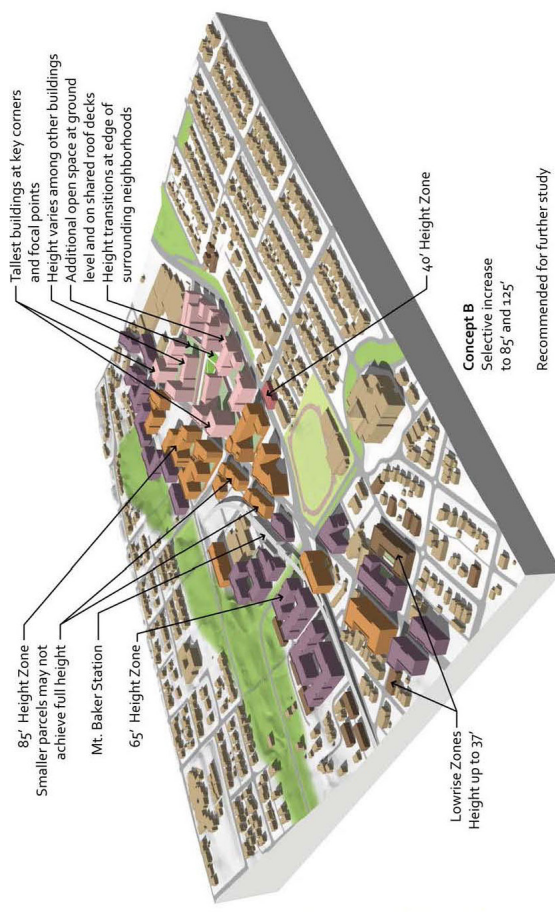 Tallest buildings at key corners
and focal points
Height varies among other buildings
Additional open space at ground
level and on shared roof decks
Height transitions at edge of
surrounding neighborhoods
85' Height Zone
Smaller parcels may not
achieve full height
Mt. Baker Station
65' Height Zone
40' Height Zone
Lowrise Zones
Height up to 37'
Concept B
Selective increase
to 85' and 125'
Recommended for further study